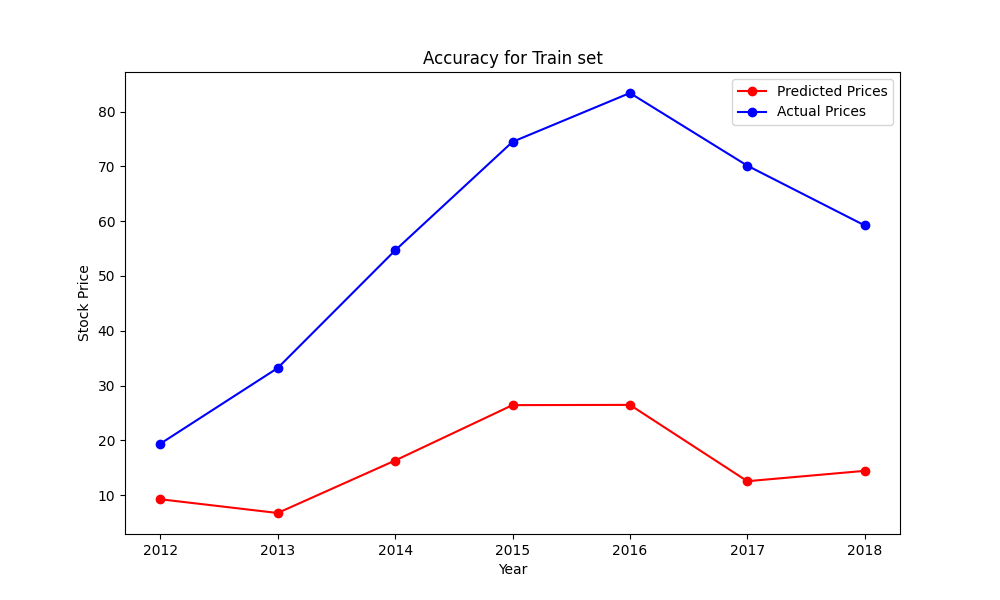 Accuracy for Train set
Predicted Prices
Actual Prices
Stock Price
80
70
60
50
40
30
20
10
2012 2013 2014 2015 2016 2017 2018
Year